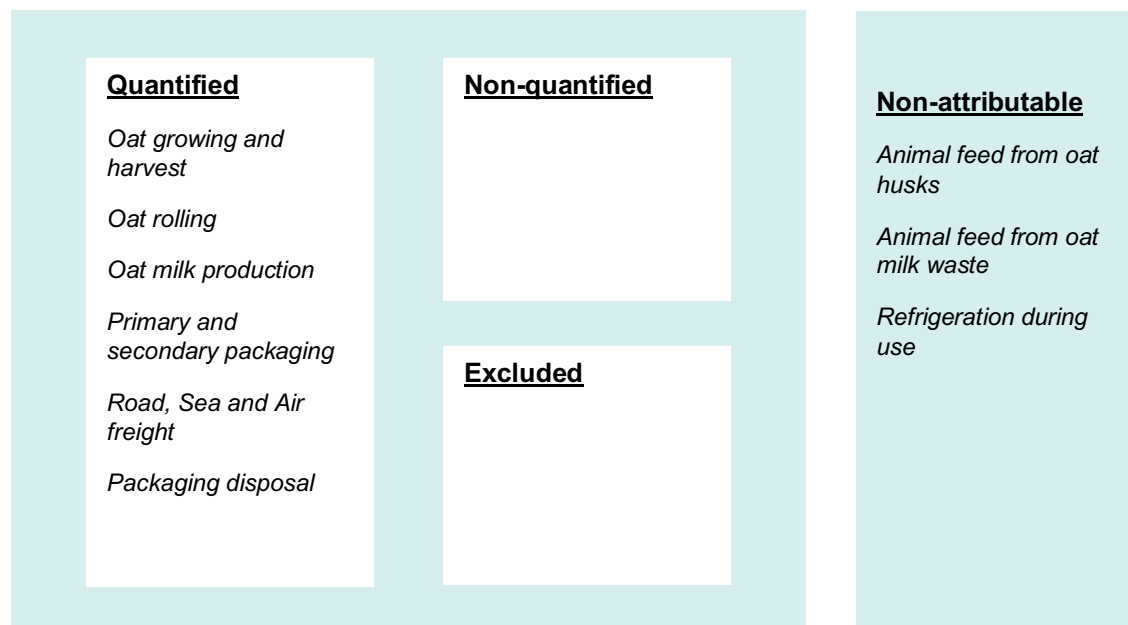 Quantified
Oat growing and
harvest
Oat rolling
Oat milk production
Primary and
secondary packaging
Road, Sea and Air
freight
Packaging disposal
Non-quantified
Excluded
Non-attributable
Animal feed from oat
husks
Animal feed from oat
milk waste
Refrigeration during
use